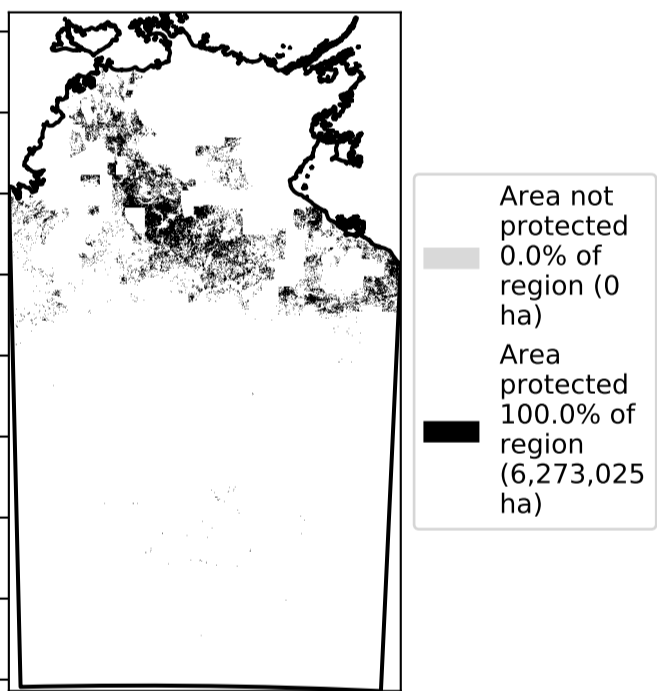 Area not
protected
0.0% of
region (0
ha)
Area
protected
100.0% of
region
(6,273,025
ha)